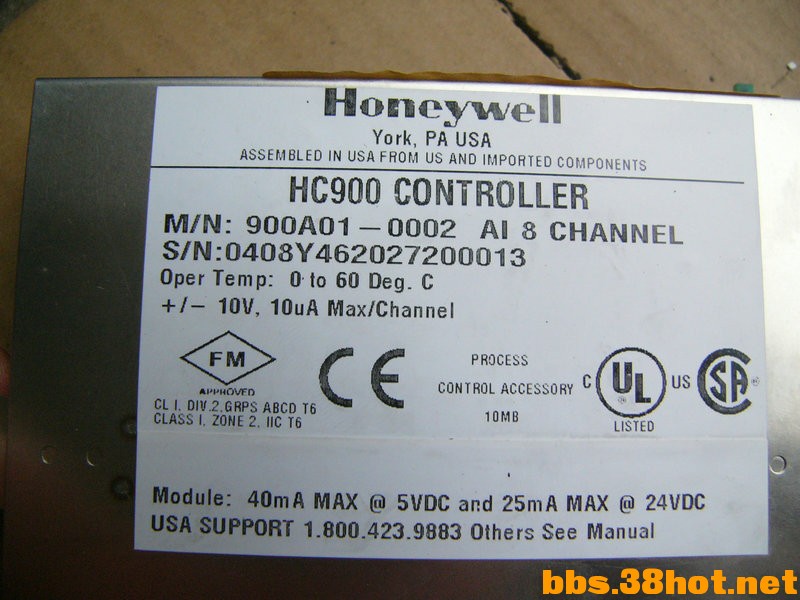 Honeywell
York, PA USA
ASSEMBLED IN USA FROM US AND IMPORTED COMPONENTS
HC900 CONTROLLER
M/N: 900A01-0002 AI 8 CHANNEL
S/N:0408Y462027200013
Oper Temp: 0 to 60 Deg. C
+/- 10V, 10uA Max/Channel
FM
APPROVED
CL I, DIV.2,GRPS ABCD T6
CLASS I, ZONE 2, IIC T6
CE
PROCESS
CONTROL ACCESSORY
10MB
C UL US
LISTED
SA
Module: 40mA MAX @ 5VDC and 25mA MAX @ 24VDC
USA SUPPORT 1.800.423.9883 Others See Manual
bbs.38hot.net